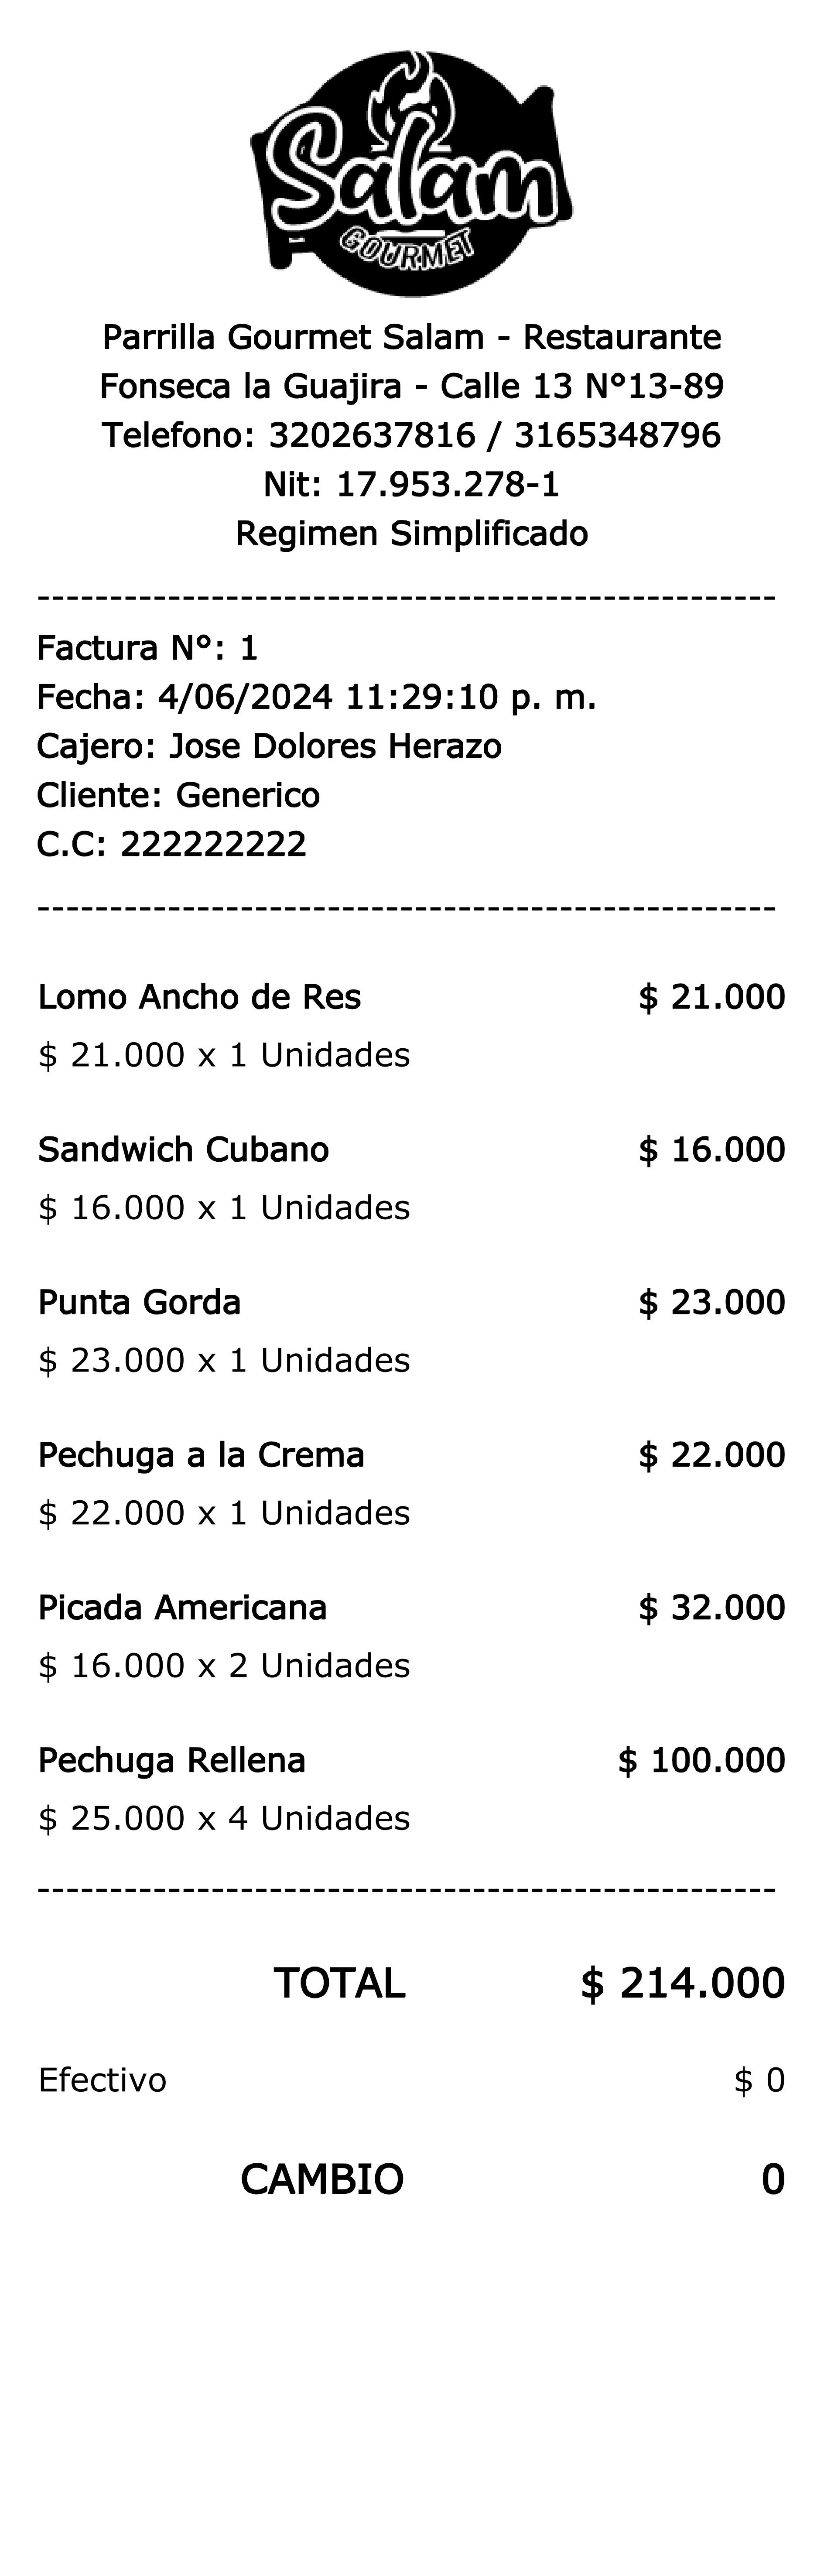 Salam
GOURMET
Parrilla Gourmet Salam - Restaurante
Fonseca la Guajira - Calle 13 N°13-89
Telefono: 3202637816 / 3165348796
Nit: 17.953.278-1
Regimen Simplificado
---------------------------------------------------
Factura N°: 1
Fecha: 4/06/2024 11:29:10 p. m.
Cajero: Jose Dolores Herazo
Cliente: Generico
C.C: 222222222
---------------------------------------------------
Lomo Ancho de Res $ 21.000
$ 21.000 x 1 Unidades
Sandwich Cubano $ 16.000
$ 16.000 x 1 Unidades
Punta Gorda $ 23.000
$ 23.000 x 1 Unidades
Pechuga a la Crema $ 22.000
$ 22.000 x 1 Unidades
Picada Americana $ 32.000
$ 16.000 x 2 Unidades
Pechuga Rellena $ 100.000
$ 25.000 x 4 Unidades
---------------------------------------------------
TOTAL $ 214.000
Efectivo $ 0
CAMBIO 0